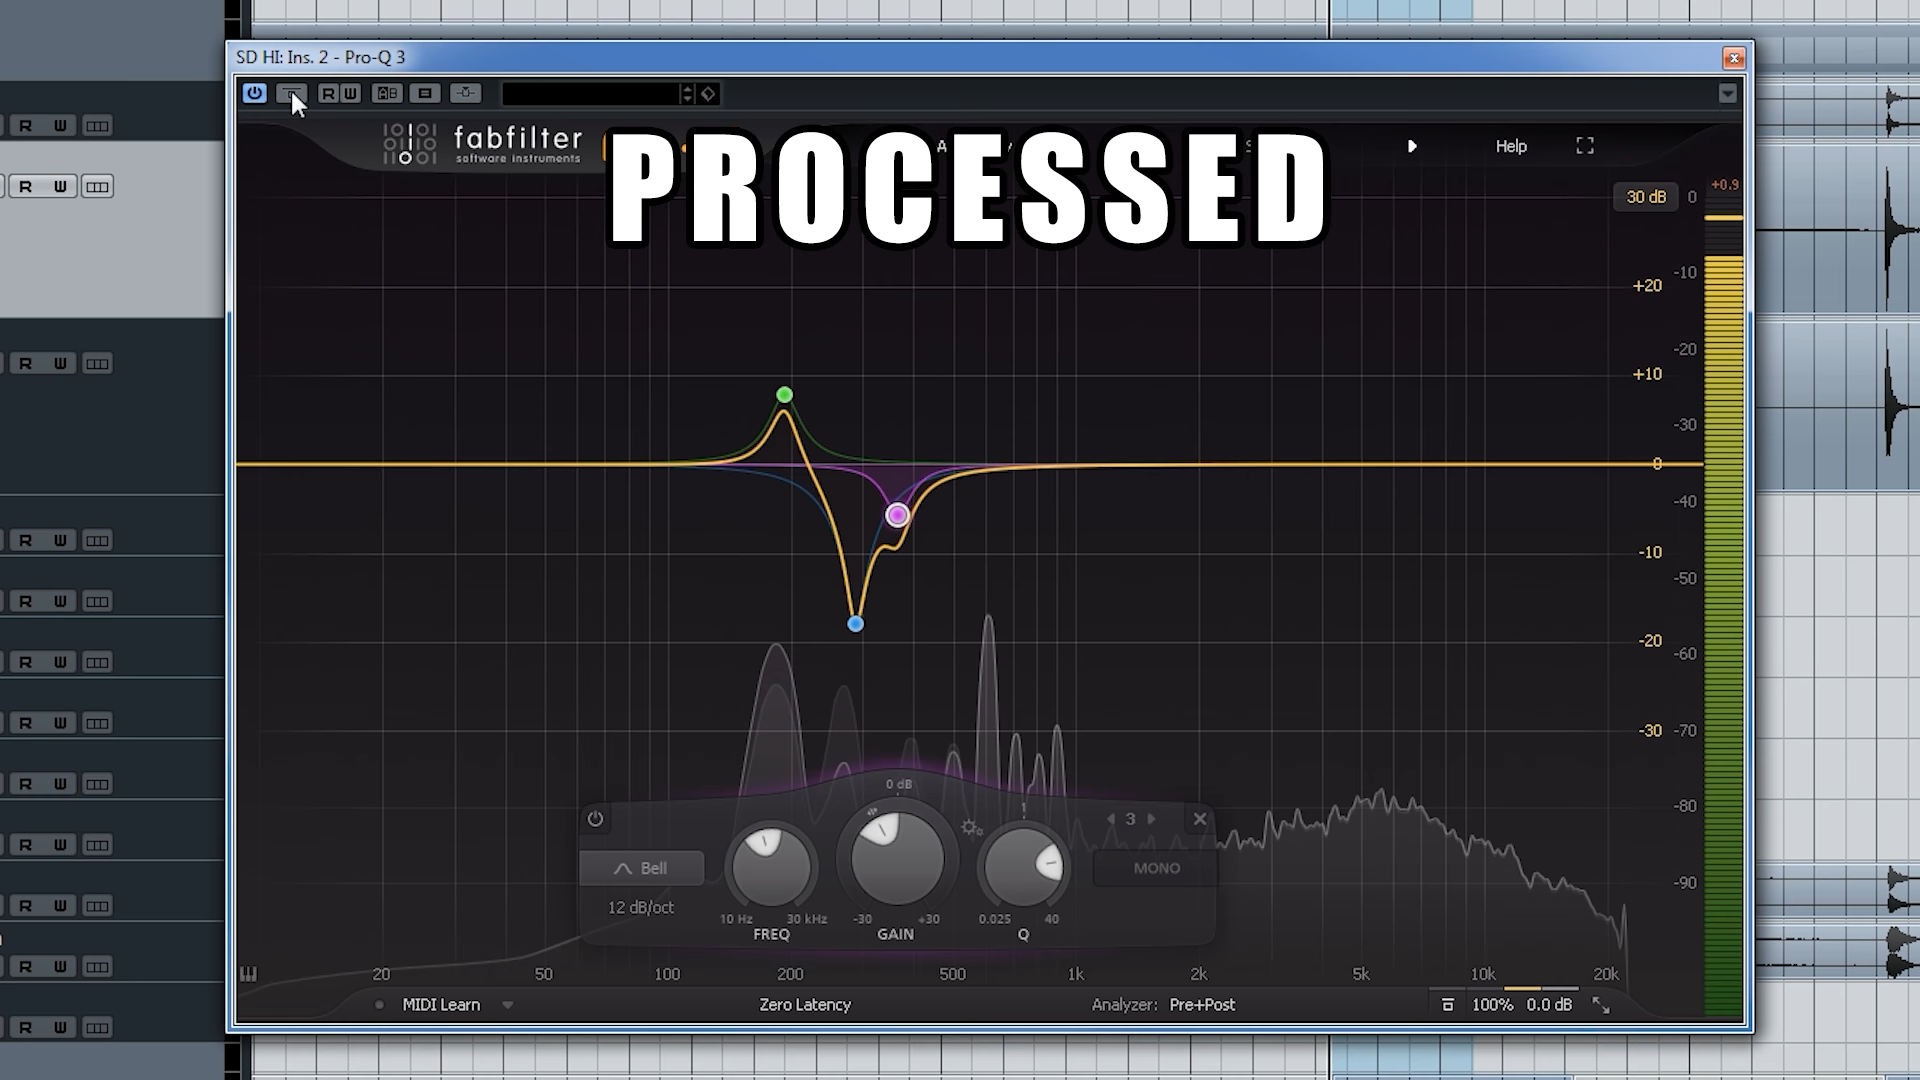 SD HI: Ins. 2 - Pro-Q 3
R W
fabfilter
software instruments
PROCESSED
Help
30 dB
0
+0.9
+20
-10
-20
+10
-30
0
-40
-10
-50
-20
-60
-30
-70
-80
-90
0 dB
1
3
Bell
MONO
12 dB/oct
10 Hz
30 kHz
-30
+30
0.025
40
FREQ
GAIN
Q
20
50
100
200
500
1k
2k
5k
10k
20k
MIDI Learn
Zero Latency
Analyzer: Pre+Post
100%
0.0 dB
R W
R W
R W
R W
R W
R W
R W
R W
R W
R W
R W
R W